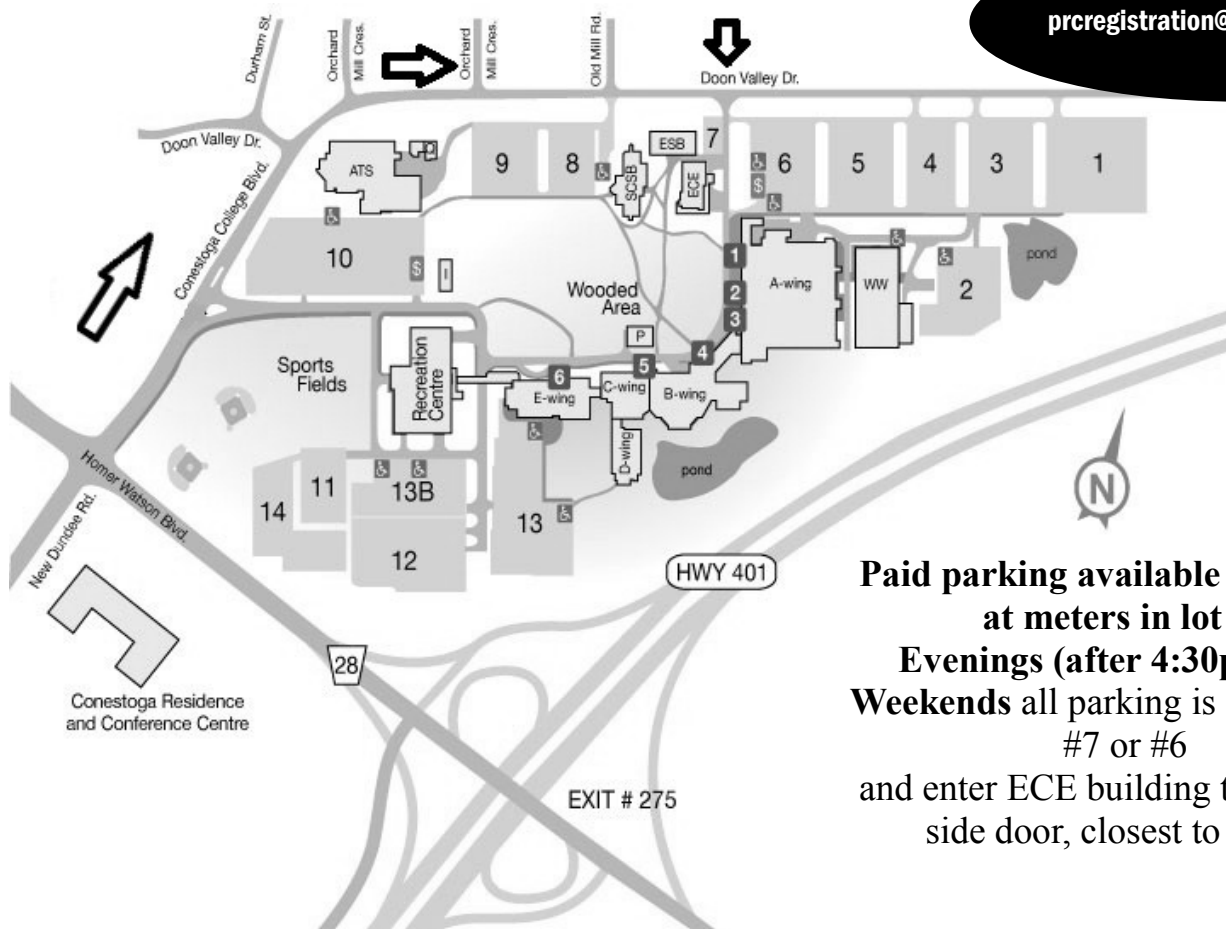 prcregistration@
Durham St.
Orchard
Mill Cres.
Orchard
Mill Cres.
Old Mill Rd.
Doon Valley Dr.
Doon Valley Dr.
Conestoga College Blvd.
ATS
9
8
SCSB
ESB
7
ECE
6
$
5
4
3
1
10
$
I
Wooded
Area
1
2
3
A-wing
WW
2
pond
P
4
5
6
Sports
Fields
Recreation
Centre
E-wing
C-wing
B-wing
D-wing
pond
Homer Watson Blvd.
New Dundee Rd.
14
11
13B
12
13
N
HWY 401
28
Conestoga Residence
and Conference Centre
EXIT # 275
Paid parking available
at meters in lot
Evenings (after 4:30
Weekends all parking is
#7 or #6
and enter ECE building
side door, closest to